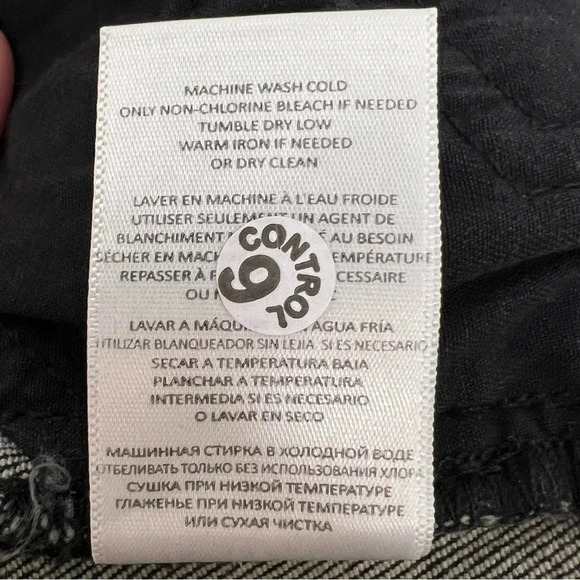 MACHINE WASH COLD
ONLY NON-CHLORINE BLEACH IF NEEDED
TUMBLE DRY LOW
WARM IRON IF NEEDED
OR DRY CLEAN
LAVER EN MACHINE À L'EAU FROIDE
UTILISER SEULEMENT UN AGENT DE
BLANCHIMENT AU BESOIN
SÉCHER EN TEMPÉRATURE
REPASSER À
OU
CONTROL
9
LAVAR A AGUA FRÍA
UTILIZAR BLANQUEADOR SIN LEJIA SI ES NECESARIO
SECAR A TEMPERATURA BAJA
PLANCHAR A TEMPERATURA
INTERMEDIA SI ES NECESARIO
O LAVAR EN SECO
МАШИННАЯ СТИРКА В ХОЛОДНОЙ ВОДЕ
ОТБЕЛИВАТЬ ТОЛЬКО БЕЗ ИСПОЛЬЗОВАНИЯ ХЛОРА
СУШКА ПРИ НИЗКОЙ ТЕМПЕРАТУРЕ
ГЛАЖЕНЬЕ ПРИ НИЗКОЙ ТЕМПЕРАТУРЕ
ИЛИ СУХАЯ ЧИСТКА